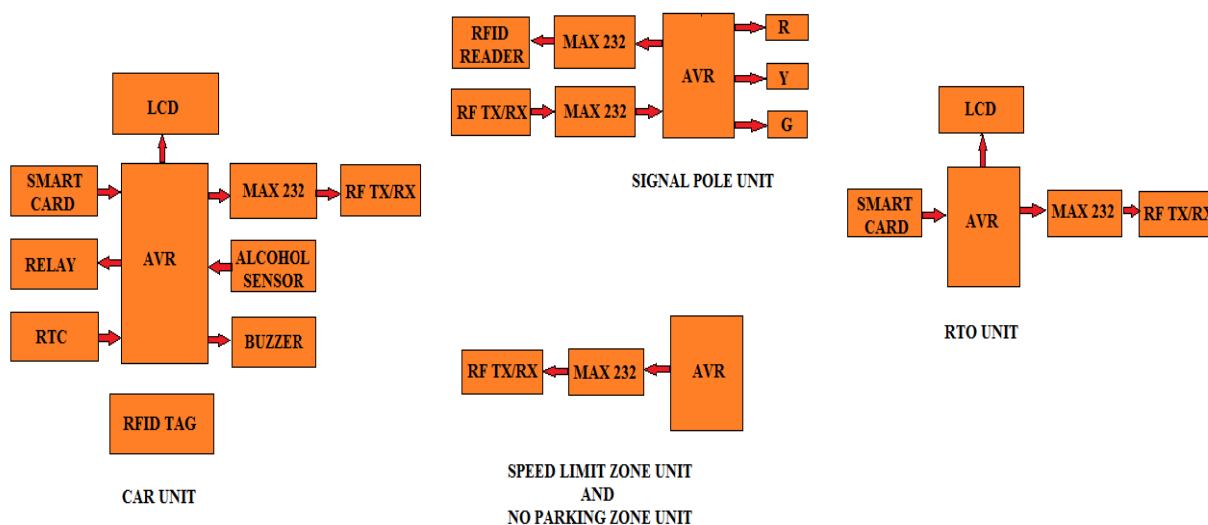 LCD
SMART
CARD
AVR
MAX 232
RF TX/RX
RELAY
ALCOHOL
SENSOR
RTC
BUZZER
RFID TAG
CAR UNIT
RFID
READER
MAX 232
AVR
R
Y
G
RF TX/RX
MAX 232
SIGNAL POLE UNIT
RF TX/RX
MAX 232
AVR
SPEED LIMIT ZONE UNIT
AND
NO PARKING ZONE UNIT
LCD
SMART
CARD
AVR
MAX 232
RF TX/RX
RTO UNIT